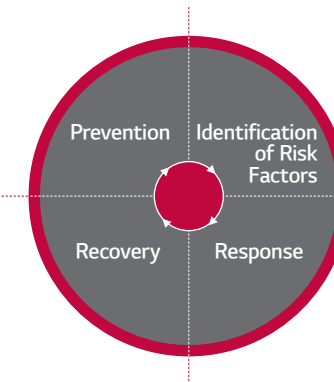 Prevention
Identification
of Risk
Factors
Recovery
Response